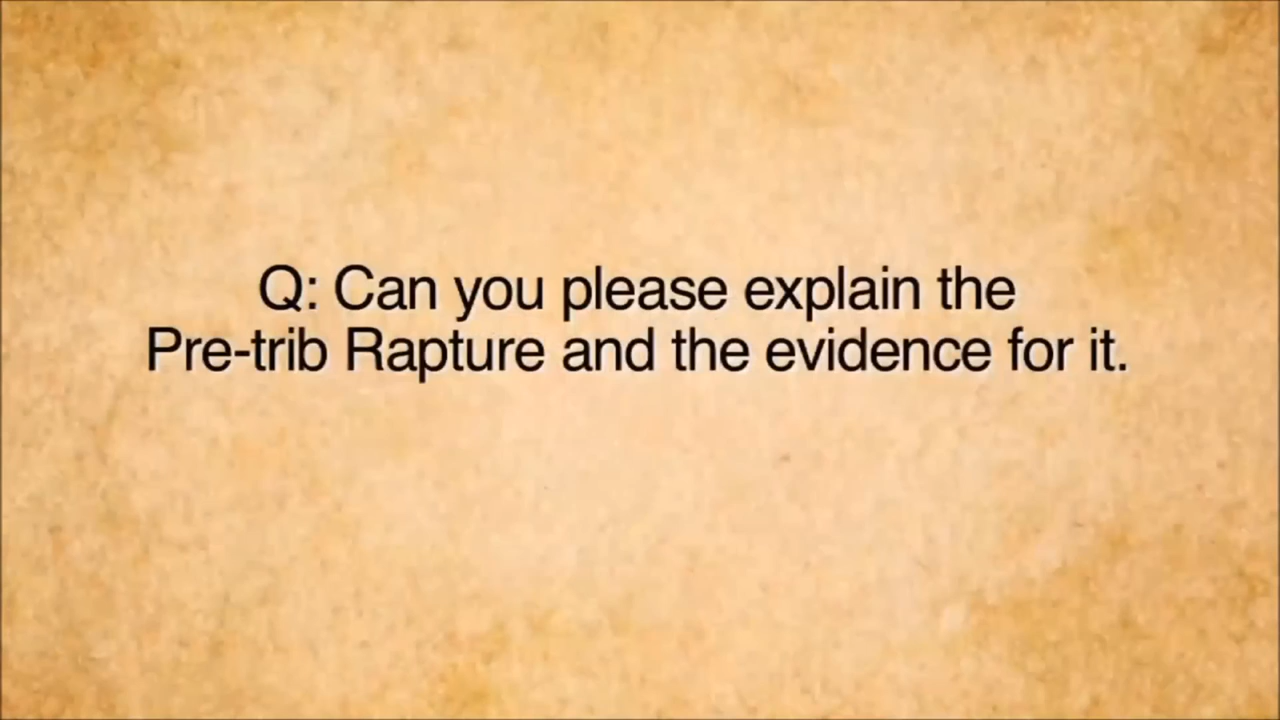 Q: Can you please explain the
Pre-trib Rapture and the evidence for it.